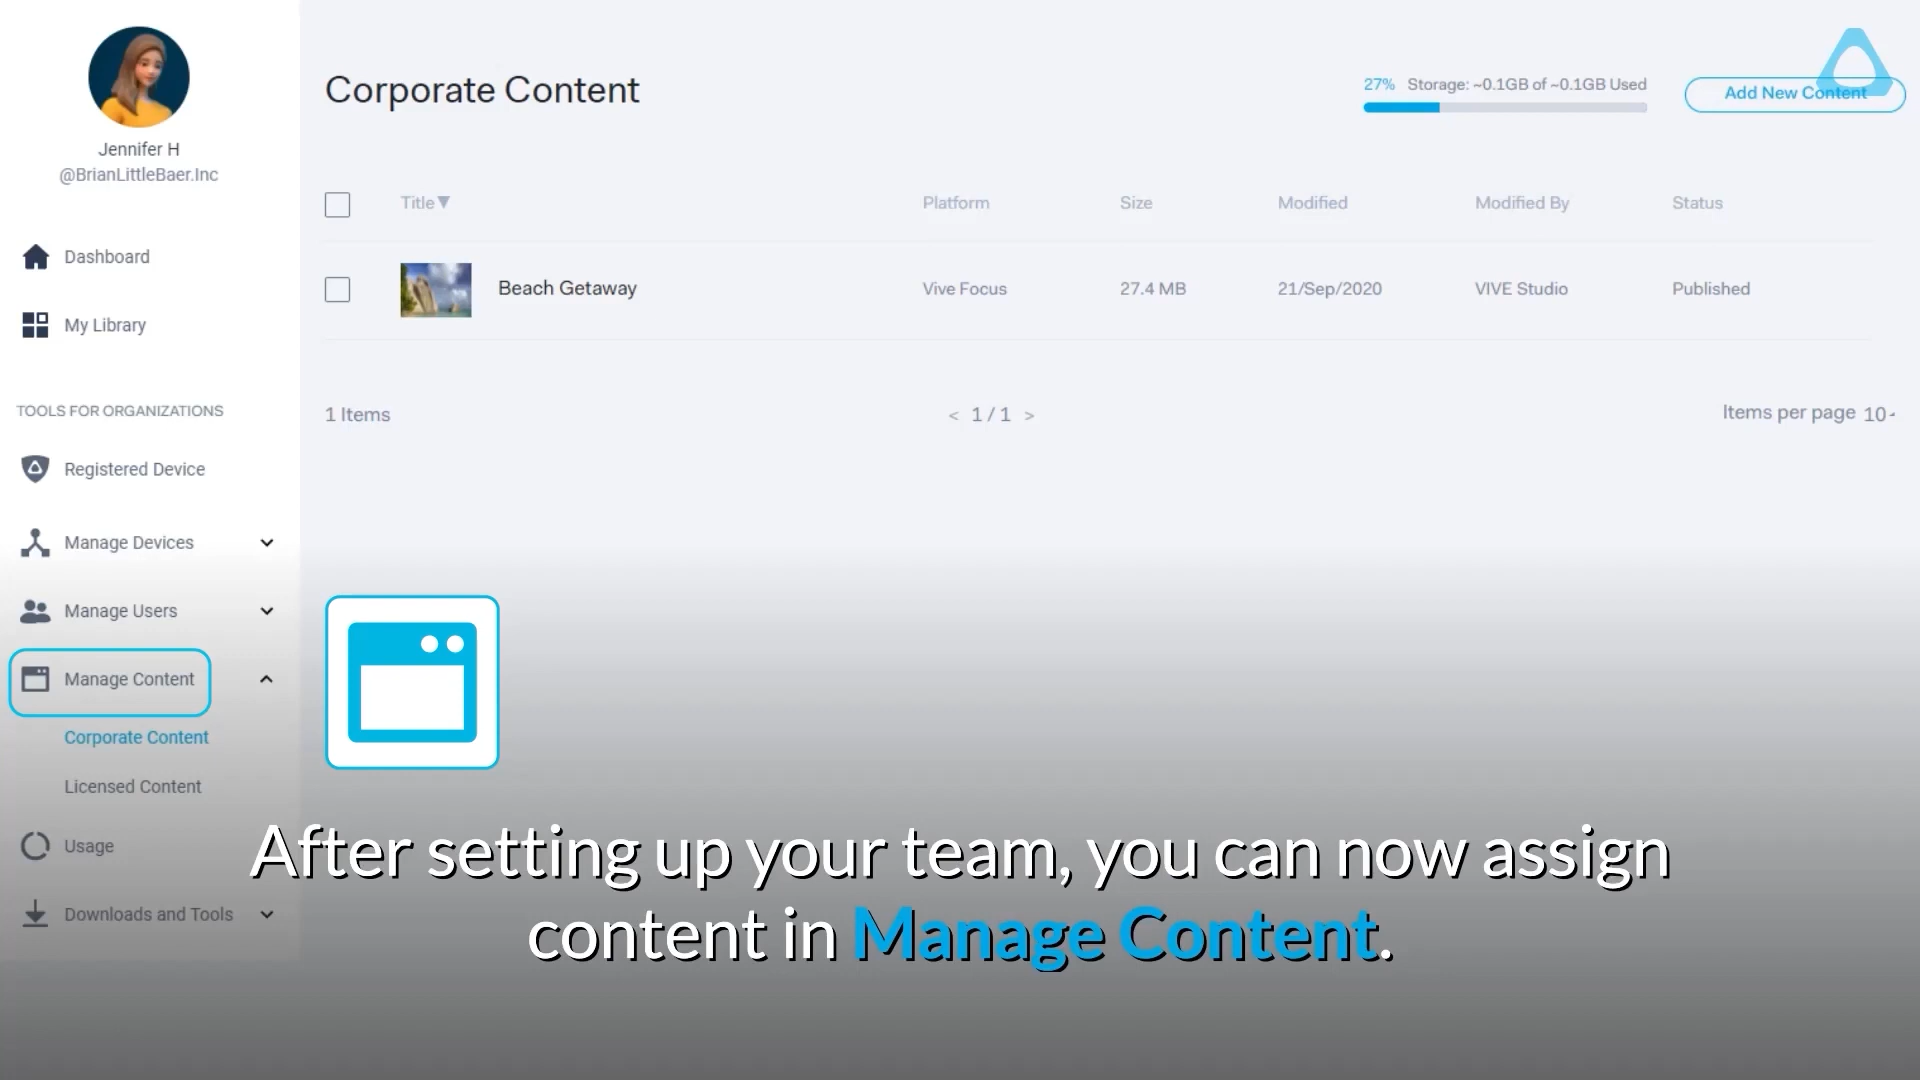 Jennifer H
@BrianLittleBaer.Inc
Dashboard
My Library
TOOLS FOR ORGANIZATIONS
Registered Device
Manage Devices
Manage Users
Manage Content
Corporate Content
Licensed Content
Usage
Downloads and Tools
Corporate Content
27% Storage: ~0.1GB of ~0.1GB Used
Add New Content
Title▼ Platform Size Modified Modified By Status
Beach Getaway Vive Focus 27.4 MB 21/Sep/2020 VIVE Studio Published
1 Items < 1 / 1 > Items per page 10
After setting up your team, you can now assign
content in Manage Content.